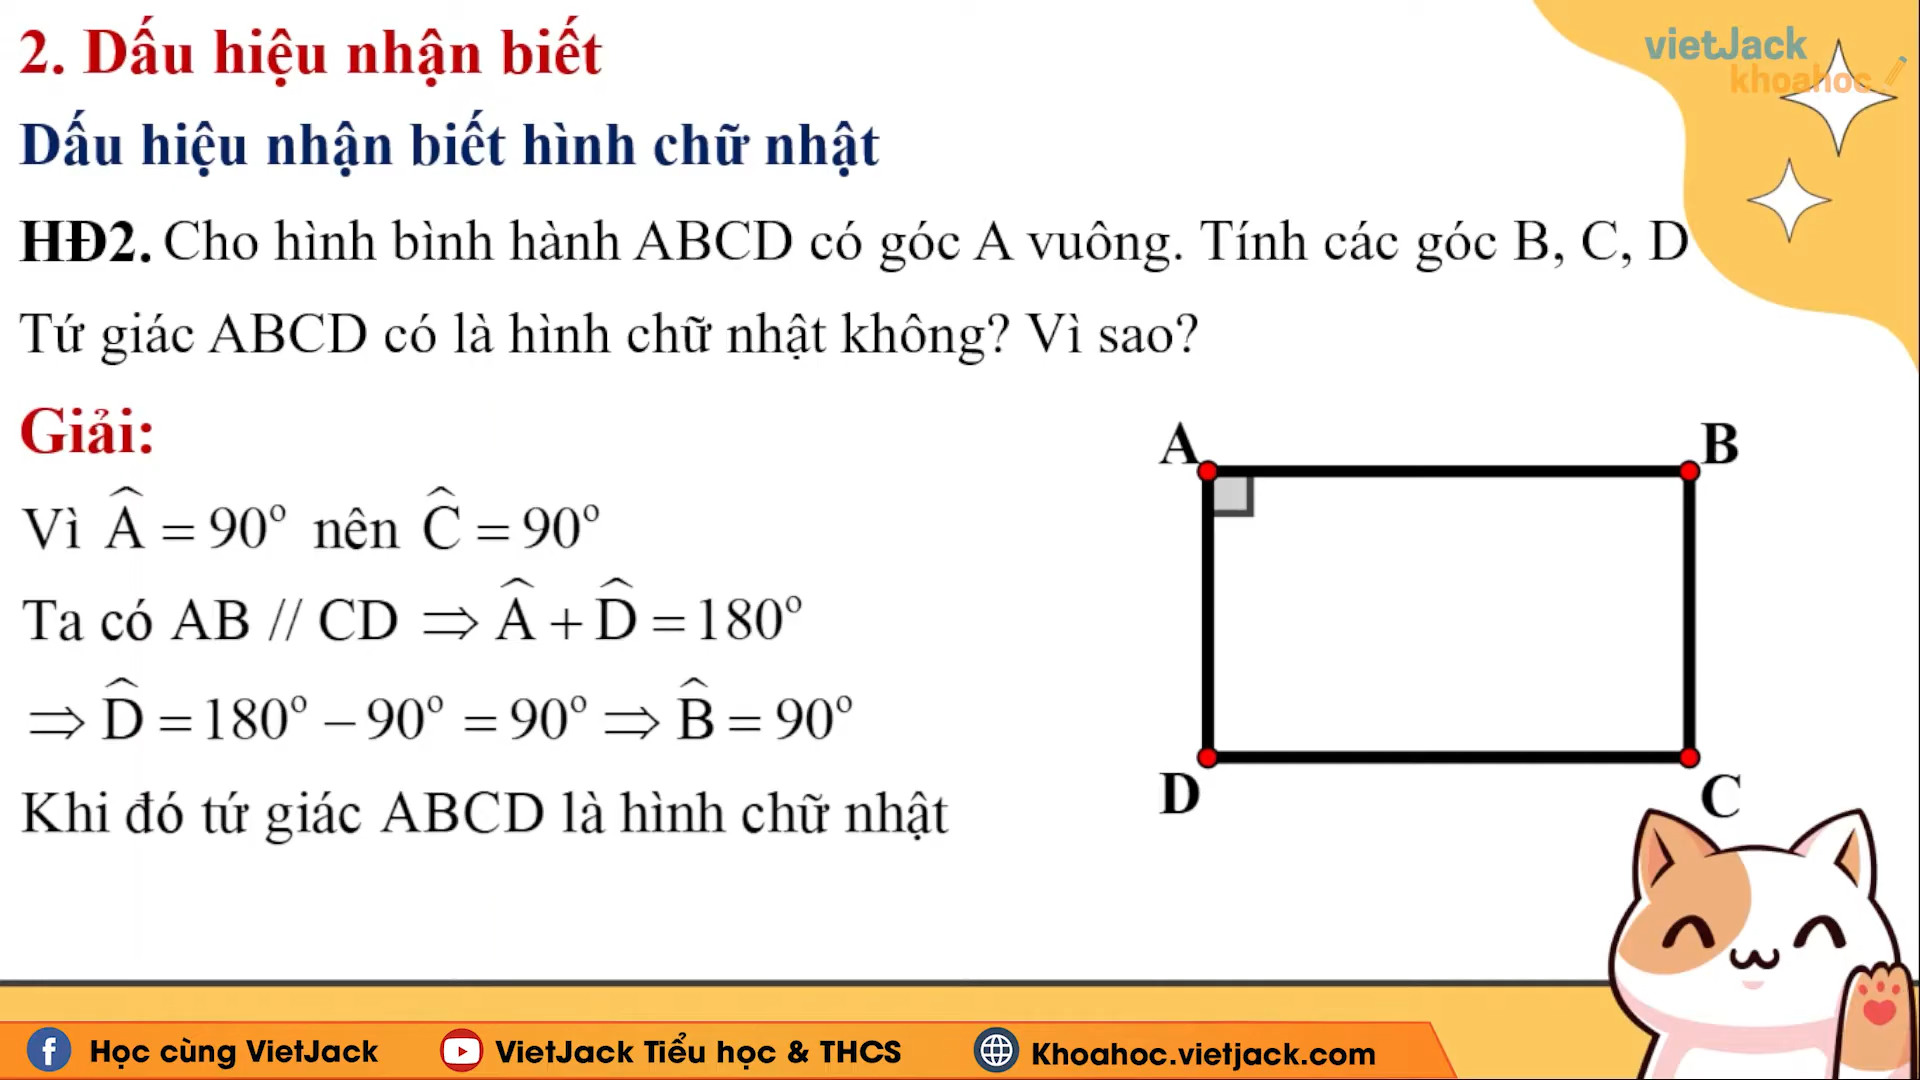 vietJack
khoahoc
2. Dấu hiệu nhận biết
Dấu hiệu nhận biết hình chữ nhật
HĐ2. Cho hình bình hành ABCD có góc A vuông. Tính các góc B, C, D
Tứ giác ABCD có là hình chữ nhật không? Vì sao?
Giải:
Vì Â = 90° nên Ĉ = 90°
Ta có AB // CD ⇒ Â + D̂ = 180°
⇒ D̂ = 180° – 90° = 90° ⇒ B̂ = 90°
Khi đó tứ giác ABCD là hình chữ nhật
A
B
D
C
Học cùng VietJack
VietJack Tiểu học & THCS
Khoahoc.vietjack.com